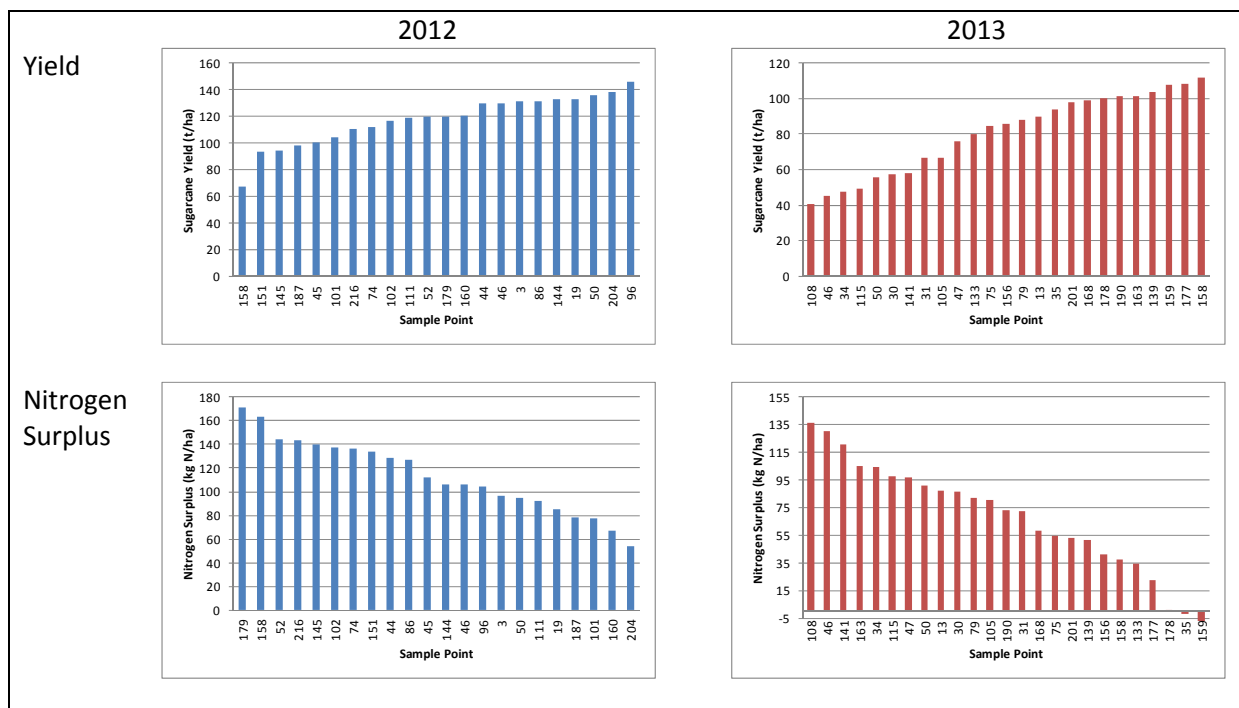 2012
2013
Yield
160
140
120
100
80
60
40
20
0
Sugarcane Yield (t/ha)
158 151 145 187 45 101 216 74 102 111 52 179 160 44 46 3 86 144 19 50 204 96
Sample Point
120
100
80
60
40
20
0
Sugarcane Yield (t/ha)
108 46 34 115 50 30 141 31 105 47 133 75 156 79 13 35 201 168 178 190 163 139 159 177 158
Sample Point
Nitrogen
Surplus
180
160
140
120
100
80
60
40
20
0
Nitrogen Surplus (kg N/ha)
179 158 52 216 145 102 74 151 44 86 45 144 46 96 3 50 111 19 187 101 160 204
Sample Point
155
135
115
95
75
55
35
15
-5
Nitrogen Surplus (kg N/ha)
108 46 141 163 34 115 47 50 13 30 79 105 190 31 168 75 201 139 156 158 133 177 178 35 159
Sample Point